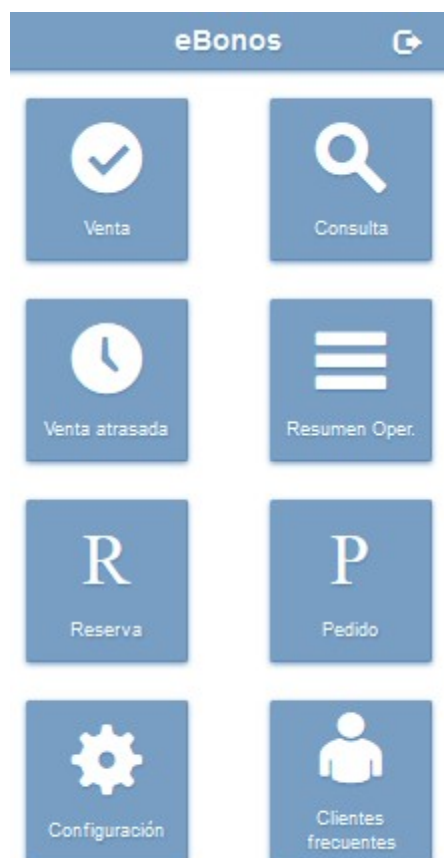 eBonos
Venta
Consulta
Venta atrasada
Resumen Oper.
R
P
Reserva
Pedido
Configuración
Clientes
frecuentes